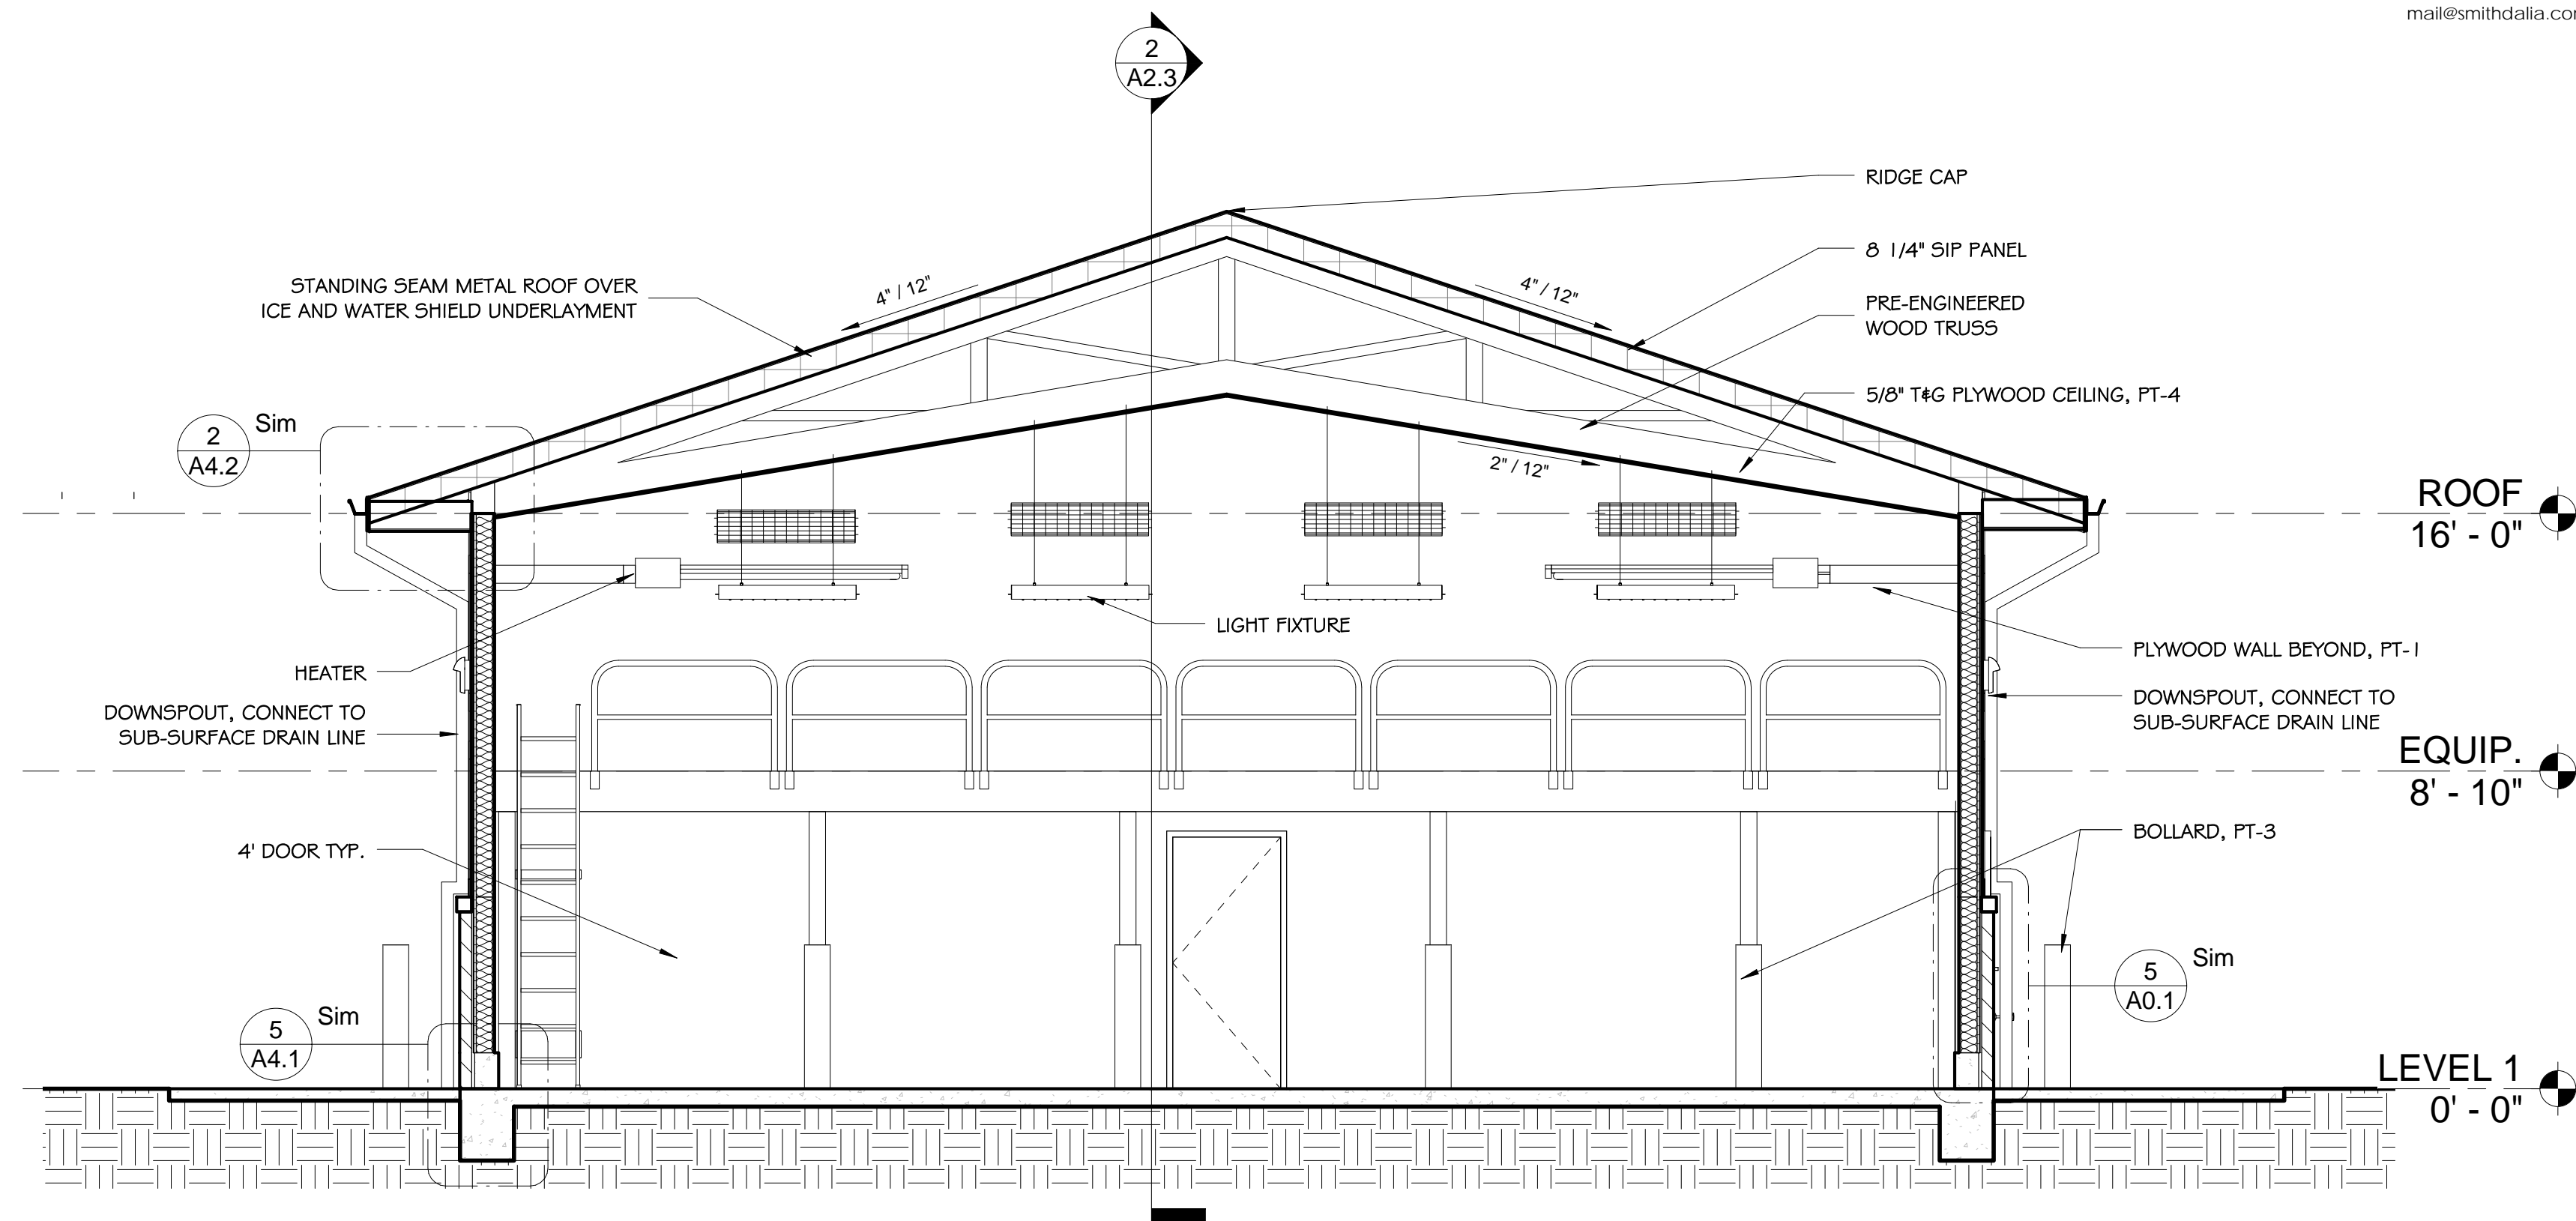 mail@smithdalia.com
2
A2.3
RIDGE CAP
8 1/4" SIP PANEL
STANDING SEAM METAL ROOF OVER
ICE AND WATER SHIELD UNDERLAYMENT
4" / 12"
4" / 12"
PRE-ENGINEERED
WOOD TRUSS
5/8" T&G PLYWOOD CEILING, PT-4
2
A4.2
Sim
2" / 12"
ROOF
16' - 0"
LIGHT FIXTURE
HEATER
PLYWOOD WALL BEYOND, PT-1
DOWNSPOUT, CONNECT TO
SUB-SURFACE DRAIN LINE
DOWNSPOUT, CONNECT TO
SUB-SURFACE DRAIN LINE
EQUIP.
8' - 10"
4' DOOR TYP.
BOLLARD, PT-3
5
A0.1
Sim
5
A4.1
Sim
LEVEL 1
0' - 0"